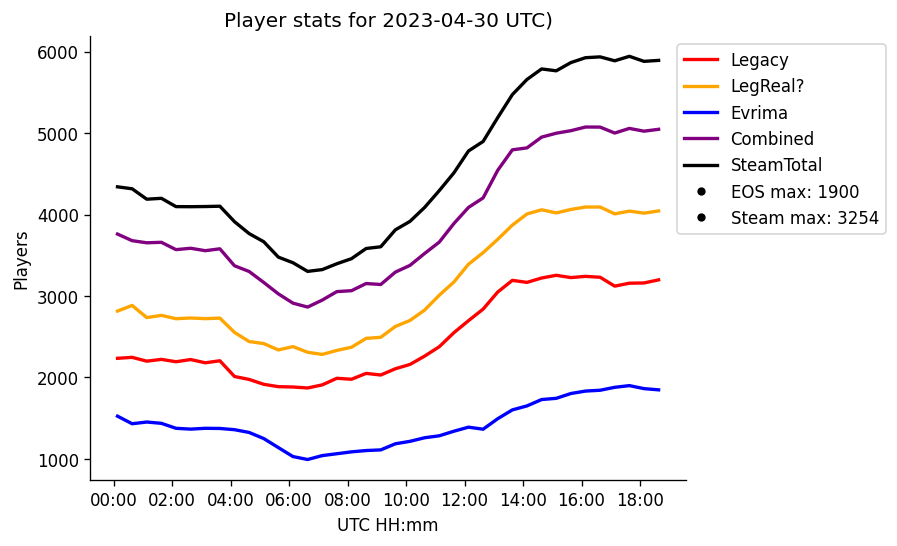 Player stats for 2023-04-30 UTC)
6000
5000
4000
3000
2000
1000
Players
00:00 02:00 04:00 06:00 08:00 10:00 12:00 14:00 16:00 18:00
UTC HH:mm
Legacy
LegReal?
Evrima
Combined
SteamTotal
EOS max: 1900
Steam max: 3254